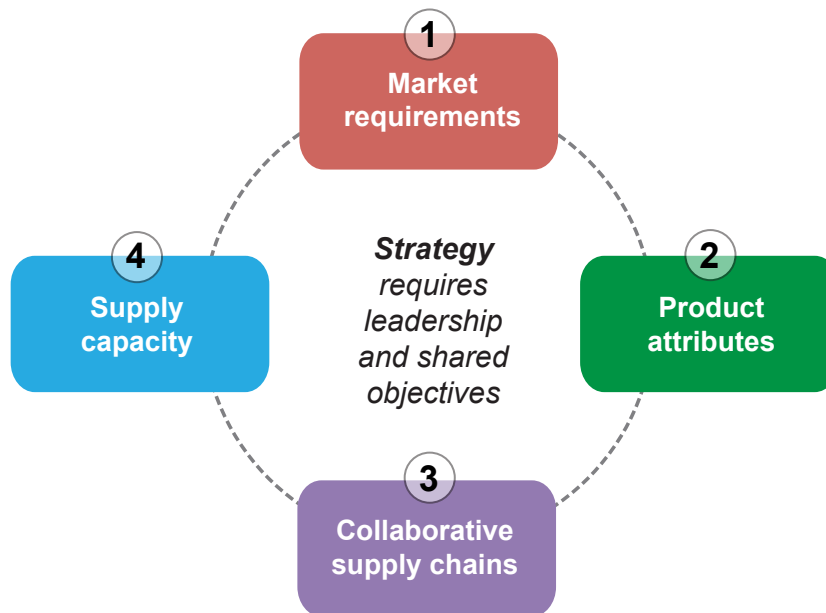 1
Market
requirements
2
Product
attributes
3
Collaborative
supply chains
4
Supply
capacity
Strategy
requires
leadership
and shared
objectives